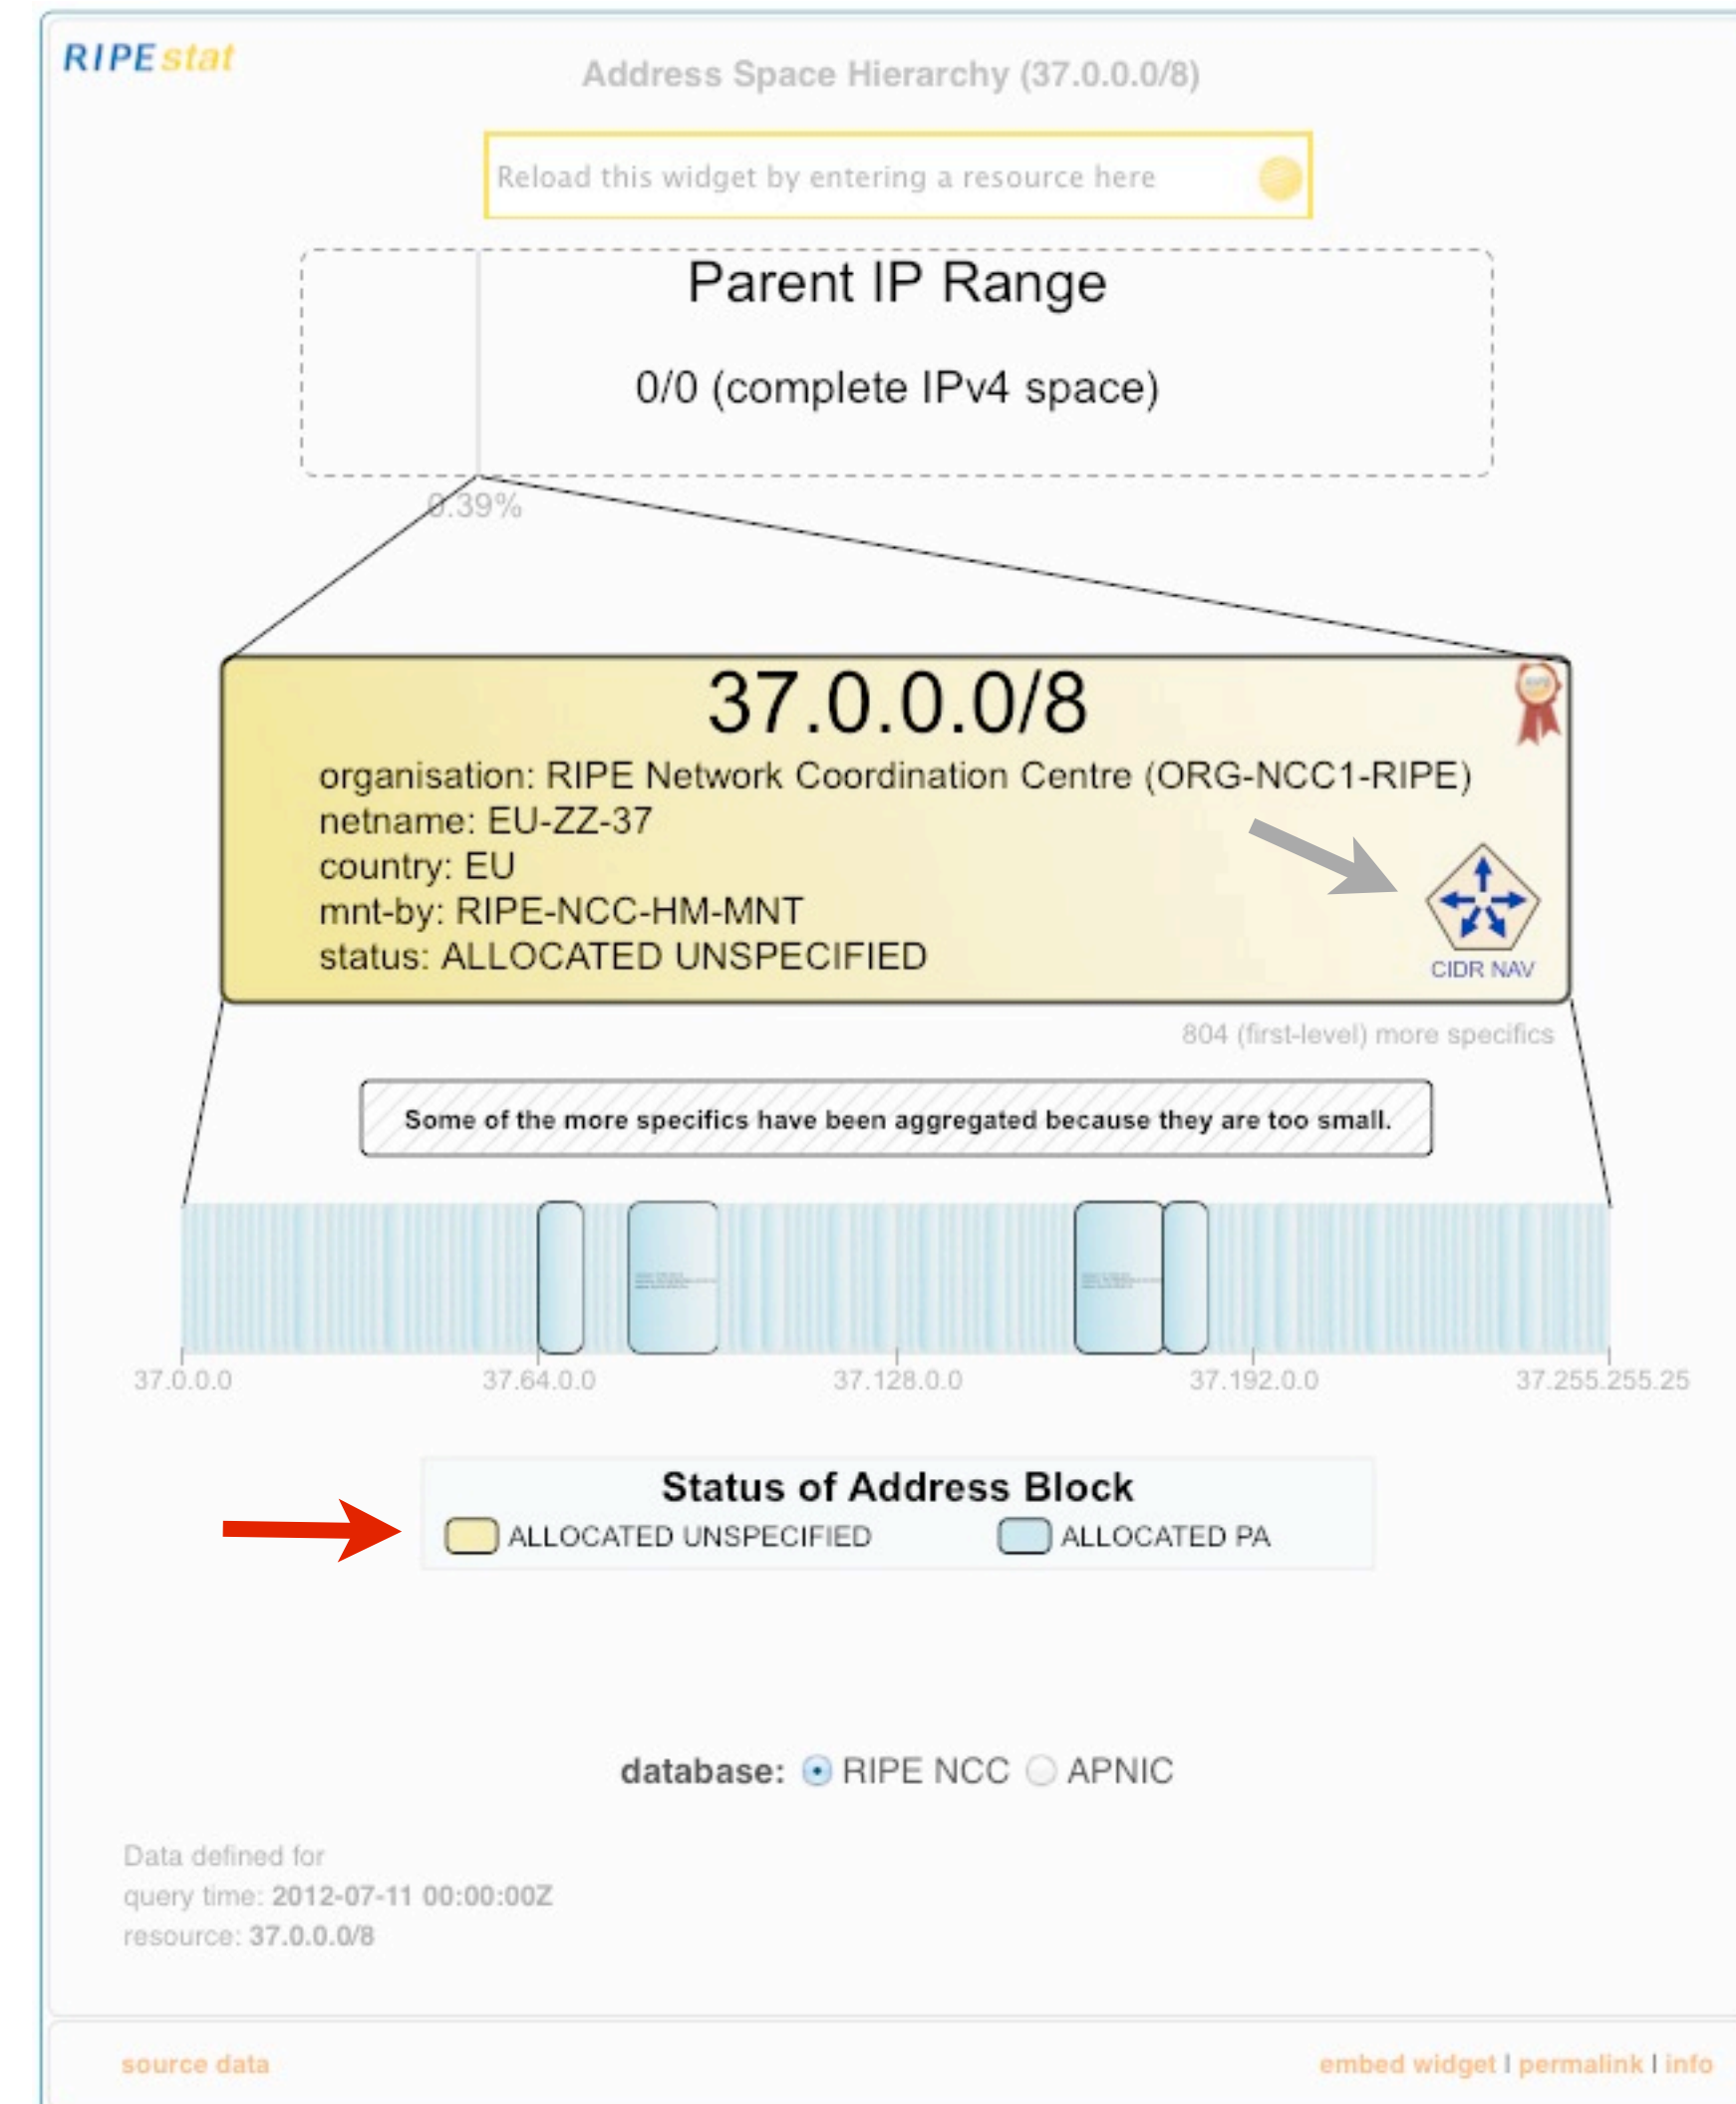 RIPEstat
Address Space Hierarchy (37.0.0.0/8)
Reload this widget by entering a resource here
Parent IP Range
0/0 (complete IPv4 space)
0.39%
37.0.0.0/8
organisation: RIPE Network Coordination Centre (ORG-NCC1-RIPE)
netname: EU-ZZ-37
country: EU
mnt-by: RIPE-NCC-HM-MNT
status: ALLOCATED UNSPECIFIED
CIDR NAV
804 (first-level) more specifics
Some of the more specifics have been aggregated because they are too small.
37.0.0.0 37.64.0.0 37.128.0.0 37.192.0.0 37.255.255.25
Status of Address Block
ALLOCATED UNSPECIFIED ALLOCATED PA
database: RIPE NCC APNIC
Data defined for
query time: 2012-07-11 00:00:00Z
resource: 37.0.0.0/8
source data embed widget | permalink | info